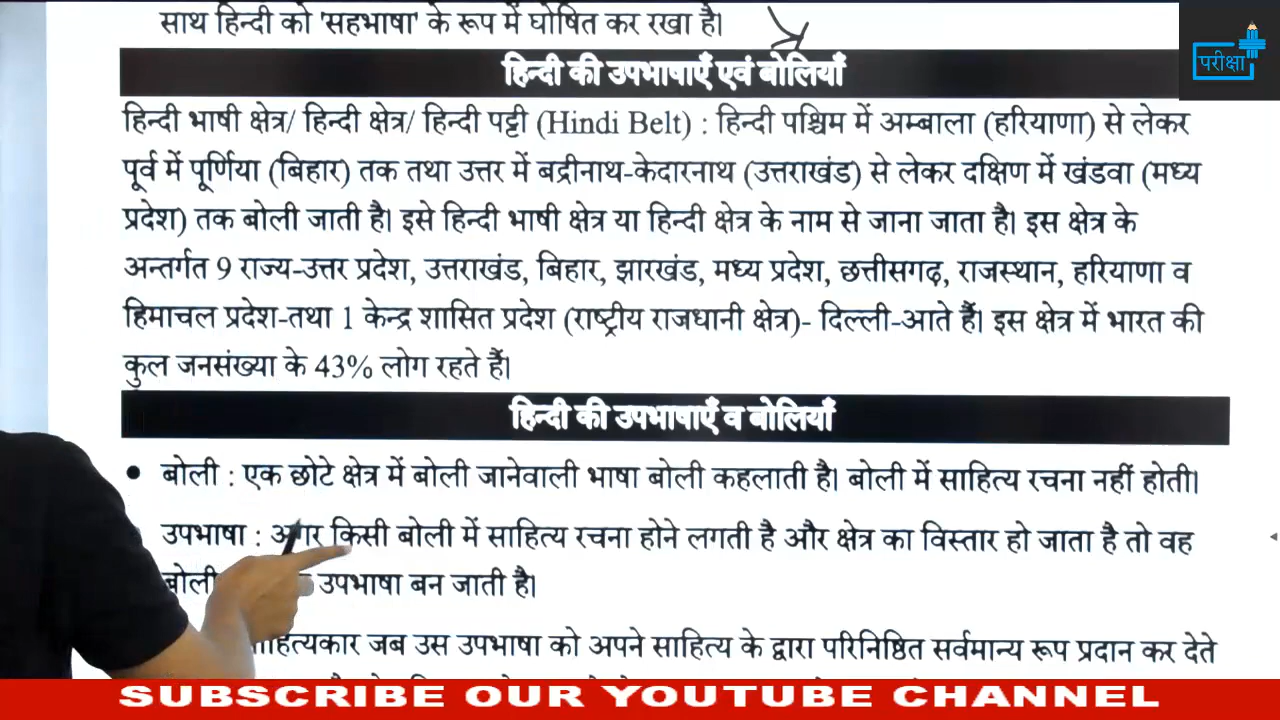 साथ हिन्दी को 'सहभाषा' के रूप में घोषित कर रखा है।
परीक्षा
हिन्दी की उपभाषाएँ एवं बोलियाँ
हिन्दी भाषी क्षेत्र/ हिन्दी क्षेत्र/ हिन्दी पट्टी (Hindi Belt) : हिन्दी पश्चिम में अम्बाला (हरियाणा) से लेकर
पूर्व में पूर्णिया (बिहार) तक तथा उत्तर में बद्रीनाथ-केदारनाथ (उत्तराखंड) से लेकर दक्षिण में खंडवा (मध्य
प्रदेश) तक बोली जाती है। इसे हिन्दी भाषी क्षेत्र या हिन्दी क्षेत्र के नाम से जाना जाता है। इस क्षेत्र के
अन्तर्गत 9 राज्य-उत्तर प्रदेश, उत्तराखंड, बिहार, झारखंड, मध्य प्रदेश, छत्तीसगढ़, राजस्थान, हरियाणा व
हिमाचल प्रदेश-तथा 1 केन्द्र शासित प्रदेश (राष्ट्रीय राजधानी क्षेत्र)- दिल्ली-आते हैं। इस क्षेत्र में भारत की
कुल जनसंख्या के 43% लोग रहते हैं।
हिन्दी की उपभाषाएँ व बोलियाँ
बोली : एक छोटे क्षेत्र में बोली जानेवाली भाषा बोली कहलाती है। बोली में साहित्य रचना नहीं होती।
उपभाषा : अगर किसी बोली में साहित्य रचना होने लगती है और क्षेत्र का विस्तार हो जाता है तो वह
बोली उपभाषा बन जाती है।
जब उस उपभाषा को अपने साहित्य के द्वारा परिनिष्ठित सर्वमान्य रूप प्रदान कर देते
SUBSCRIBE OUR YOUTUBE CHANNEL